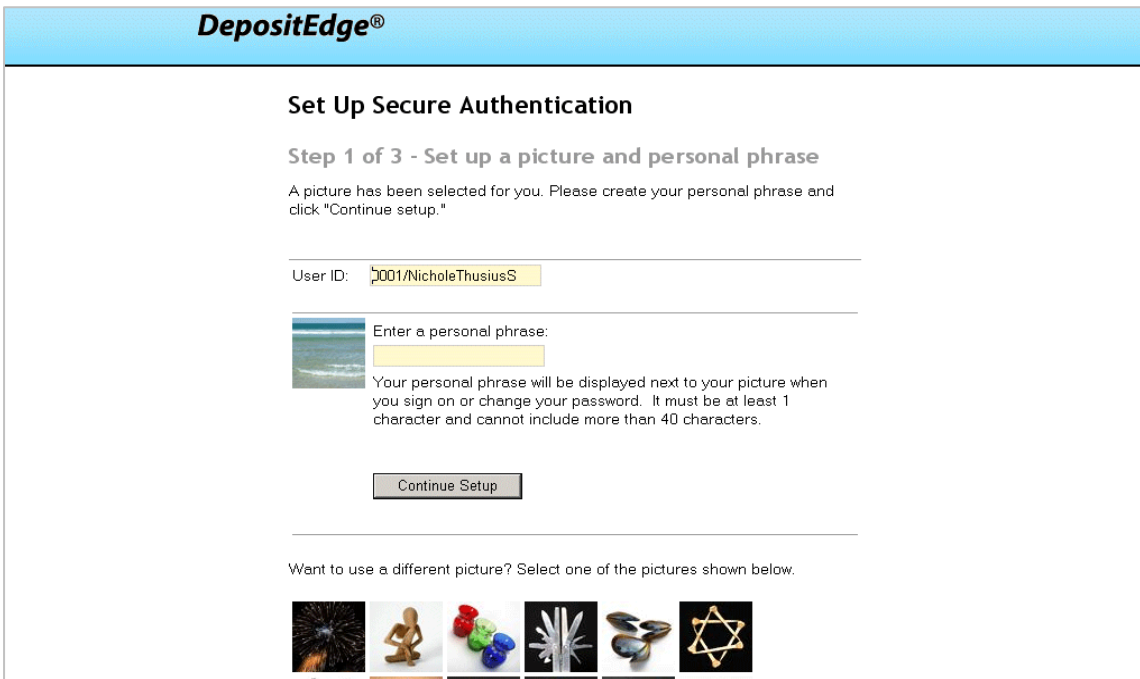 DepositEdge®
Set Up Secure Authentication
Step 1 of 3 - Set up a picture and personal phrase
A picture has been selected for you. Please create your personal phrase and
click "Continue setup."
User ID: 0001/NicholeThusiusS
Enter a personal phrase:
Your personal phrase will be displayed next to your picture when
you sign on or change your password. It must be at least 1
character and cannot include more than 40 characters.
Continue Setup
Want to use a different picture? Select one of the pictures shown below.